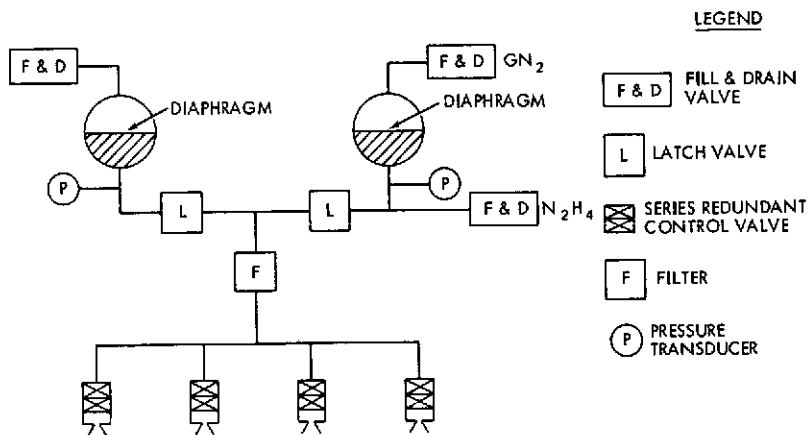 LEGEND
F & D
F & D GN₂
DIAPHRAGM
DIAPHRAGM
P
P
L
L
F & D N₂H₄
F
F & D FILL & DRAIN
VALVE
L LATCH VALVE
SERIES REDUNDANT
CONTROL VALVE
F FILTER
P PRESSURE
TRANSDUCER